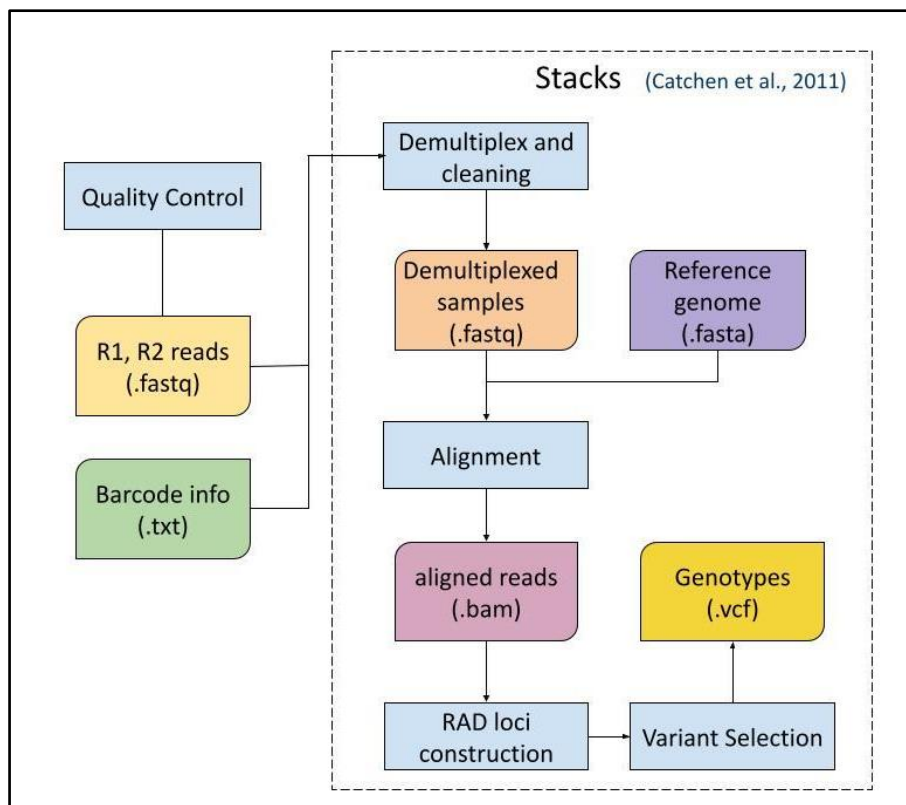 Stacks (Catchen et al., 2011)
Demultiplex and
cleaning
Quality Control
Demultiplexed
samples
(.fastq)
Reference
genome
(.fasta)
R1, R2 reads
(.fastq)
Alignment
Barcode info
(.txt)
aligned reads
(.bam)
Genotypes
(.vcf)
RAD loci
construction
Variant Selection